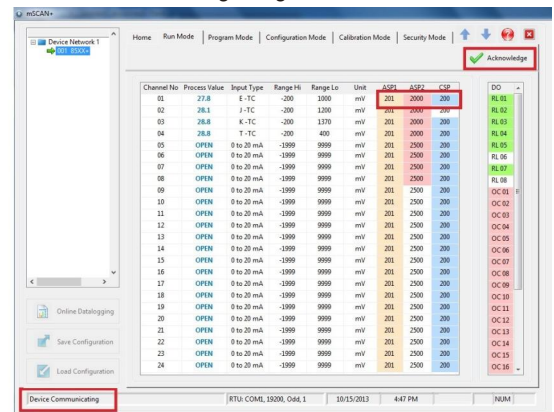 mSCAN+
Device Network 1
001 85XX+
Home Run Mode Program Mode Configuration Mode Calibration Mode Security Mode
Acknowledge
Channel No Process Value Input Type Range Hi Range Lo Unit ASP1 ASP2 CSP DO
01 27.8 E -TC -200 1000 mV 201 2000 200 RL 01
02 28.1 J -TC -200 1200 mV 201 2000 200 RL 02
03 28.8 K -TC -200 1370 mV 201 2000 200 RL 03
04 28.8 T -TC -200 400 mV 201 2000 200 RL 04
05 OPEN 0 to 20 mA -1999 9999 mV 201 2500 200 RL 05
06 OPEN 0 to 20 mA -1999 9999 mV 201 2500 200 RL 06
07 OPEN 0 to 20 mA -1999 9999 mV 201 2500 200 RL 07
08 OPEN 0 to 20 mA -1999 9999 mV 201 2500 200 RL 08
09 OPEN 0 to 20 mA -1999 9999 mV 201 2500 200 OC 01
10 OPEN 0 to 20 mA -1999 9999 mV 201 2500 200 OC 02
11 OPEN 0 to 20 mA -1999 9999 mV 201 2500 200 OC 03
12 OPEN 0 to 20 mA -1999 9999 mV 201 2500 200 OC 04
13 OPEN 0 to 20 mA -1999 9999 mV 201 2500 200 OC 05
14 OPEN 0 to 20 mA -1999 9999 mV 201 2500 200 OC 06
15 OPEN 0 to 20 mA -1999 9999 mV 201 2500 200 OC 07
16 OPEN 0 to 20 mA -1999 9999 mV 201 2500 200 OC 08
17 OPEN 0 to 20 mA -1999 9999 mV 201 2500 200 OC 09
18 OPEN 0 to 20 mA -1999 9999 mV 201 2500 200 OC 10
19 OPEN 0 to 20 mA -1999 9999 mV 201 2500 200 OC 11
20 OPEN 0 to 20 mA -1999 9999 mV 201 2500 200 OC 12
21 OPEN 0 to 20 mA -1999 9999 mV 201 2500 200 OC 13
22 OPEN 0 to 20 mA -1999 9999 mV 201 2500 200 OC 14
23 OPEN 0 to 20 mA -1999 9999 mV 201 2500 200 OC 15
24 OPEN 0 to 20 mA -1999 9999 mV 201 2500 200 OC 16
Online Datalogging
Save Configuration
Load Configuration
Device Communicating RTU: COM1, 19200, Odd, 1 10/15/2013 4:47 PM NUM